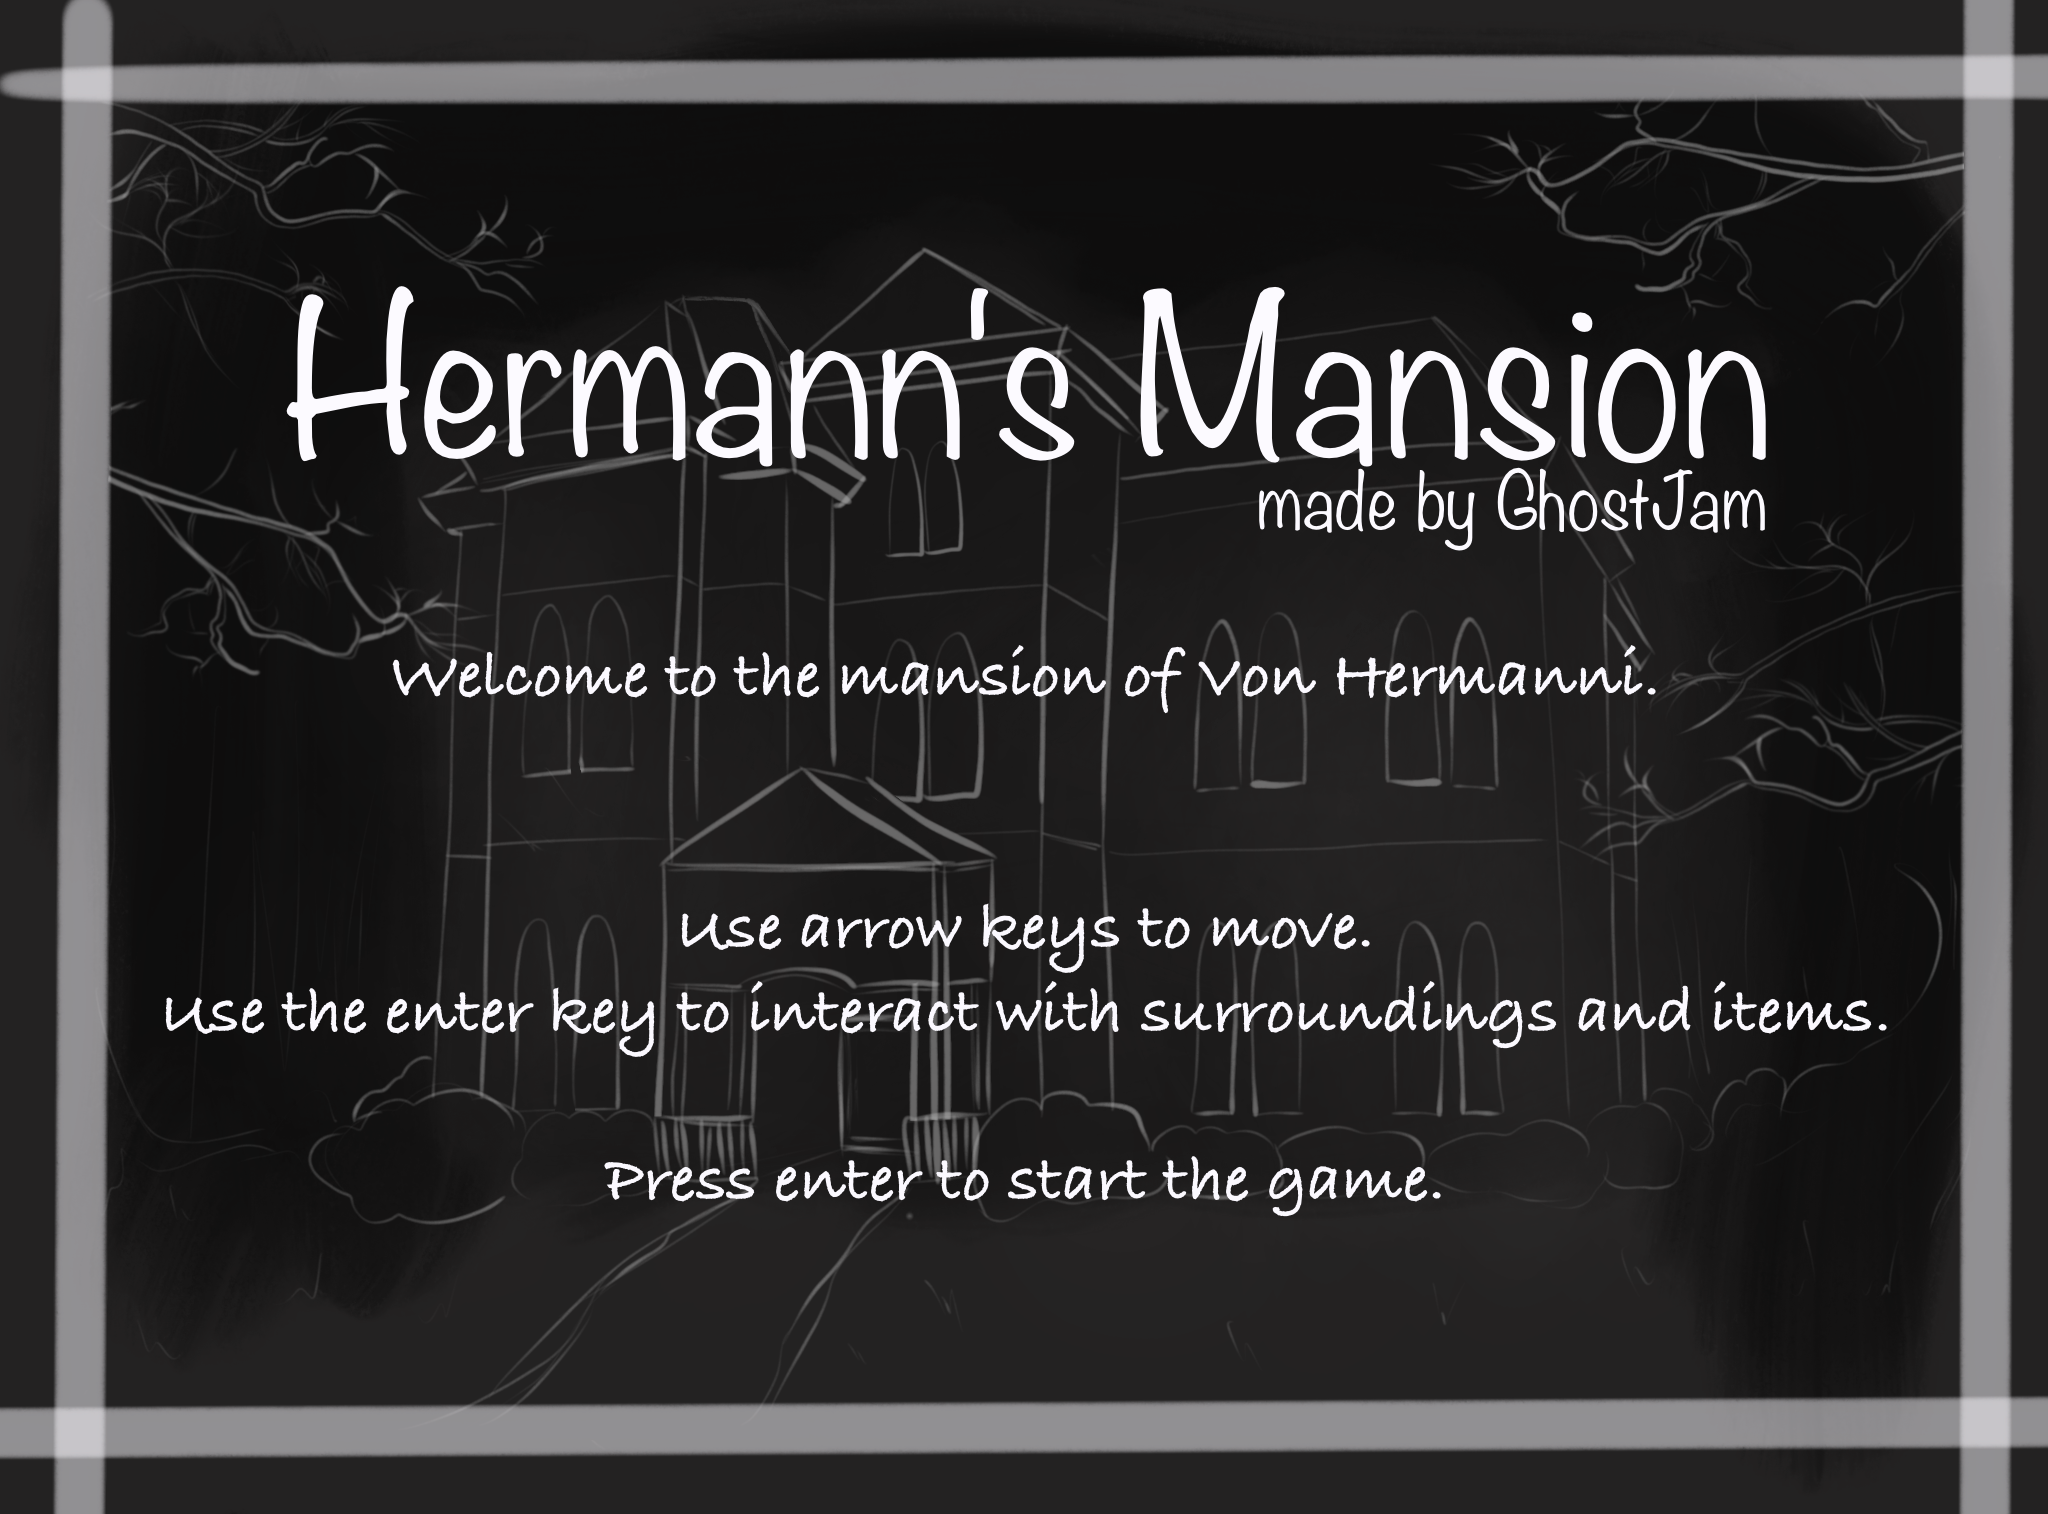 Hermann's Mansion
made by GhostJam
Welcome to the mansion of Von Hermanni.
Use arrow keys to move.
Use the enter key to interact with surroundings and items.
Press enter to start the game.